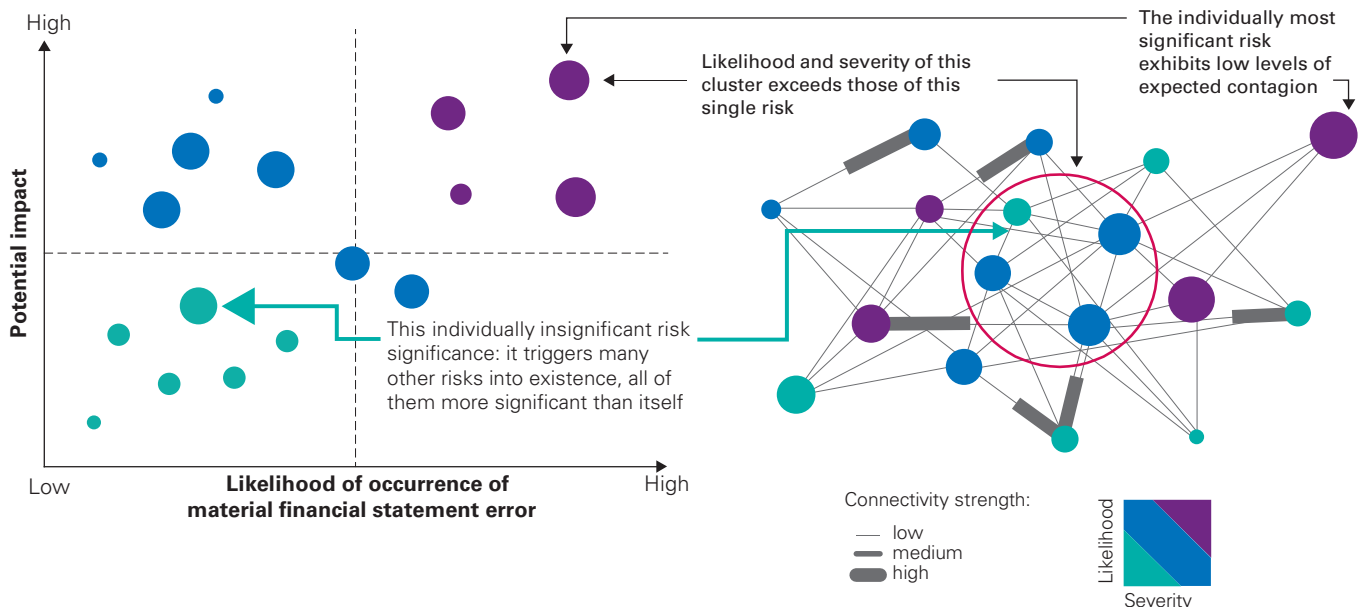 High
Potential impact
Low
Likelihood of occurrence of
material financial statement error
High
Likelihood and severity of this
cluster exceeds those of this
single risk
The individually most
significant risk
exhibits low levels of
expected contagion
This individually insignificant risk
significance: it triggers many
other risks into existence, all of
them more significant than itself
Connectivity strength:
low
medium
high
Likelihood
Severity